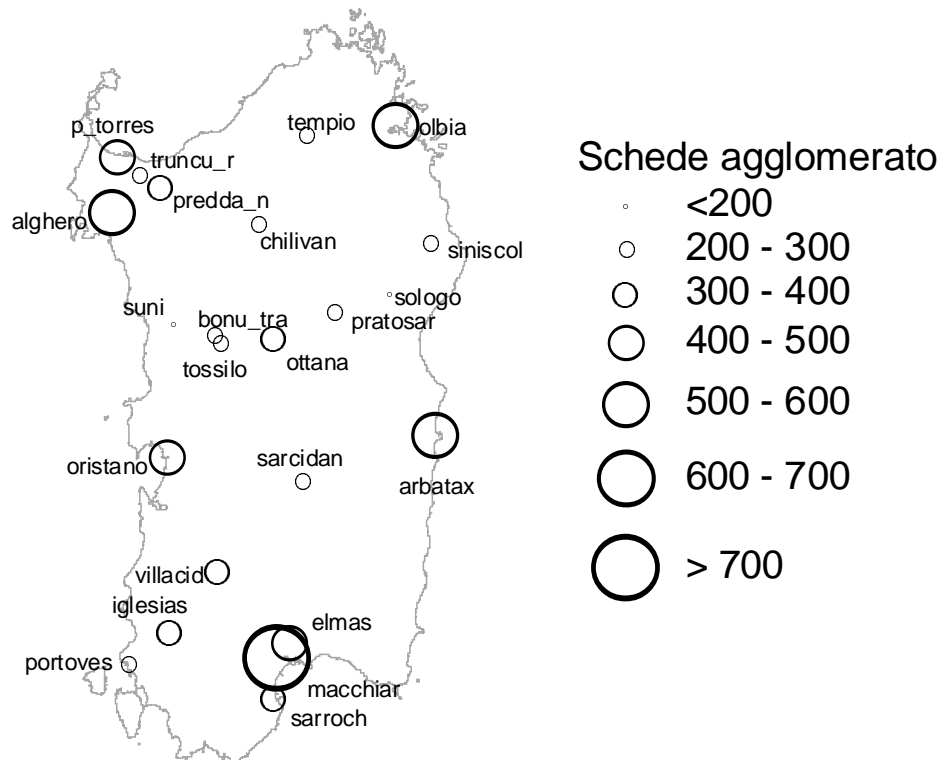 tempio
olbia
p_torres
truncu_r
predda_n
alghero
chilivan
siniscol
sologo
suni
bonu_tra
pratosar
tossilo
ottana
oristano
sarcidan
arbatax
villacid
iglesias
elmas
portoves
macchiar
sarroch
Schede agglomerato
<200
200 - 300
300 - 400
400 - 500
500 - 600
600 - 700
> 700